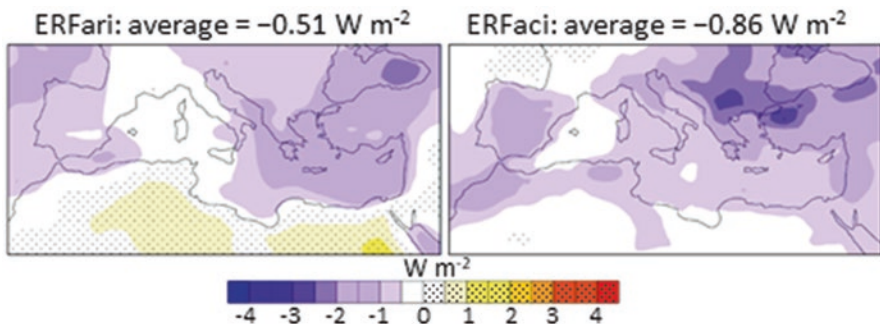 ERFari: average = −0.51 W m⁻²
ERFaci: average = −0.86 W m⁻²
W m⁻²
-4 -3 -2 -1 0 1 2 3 4